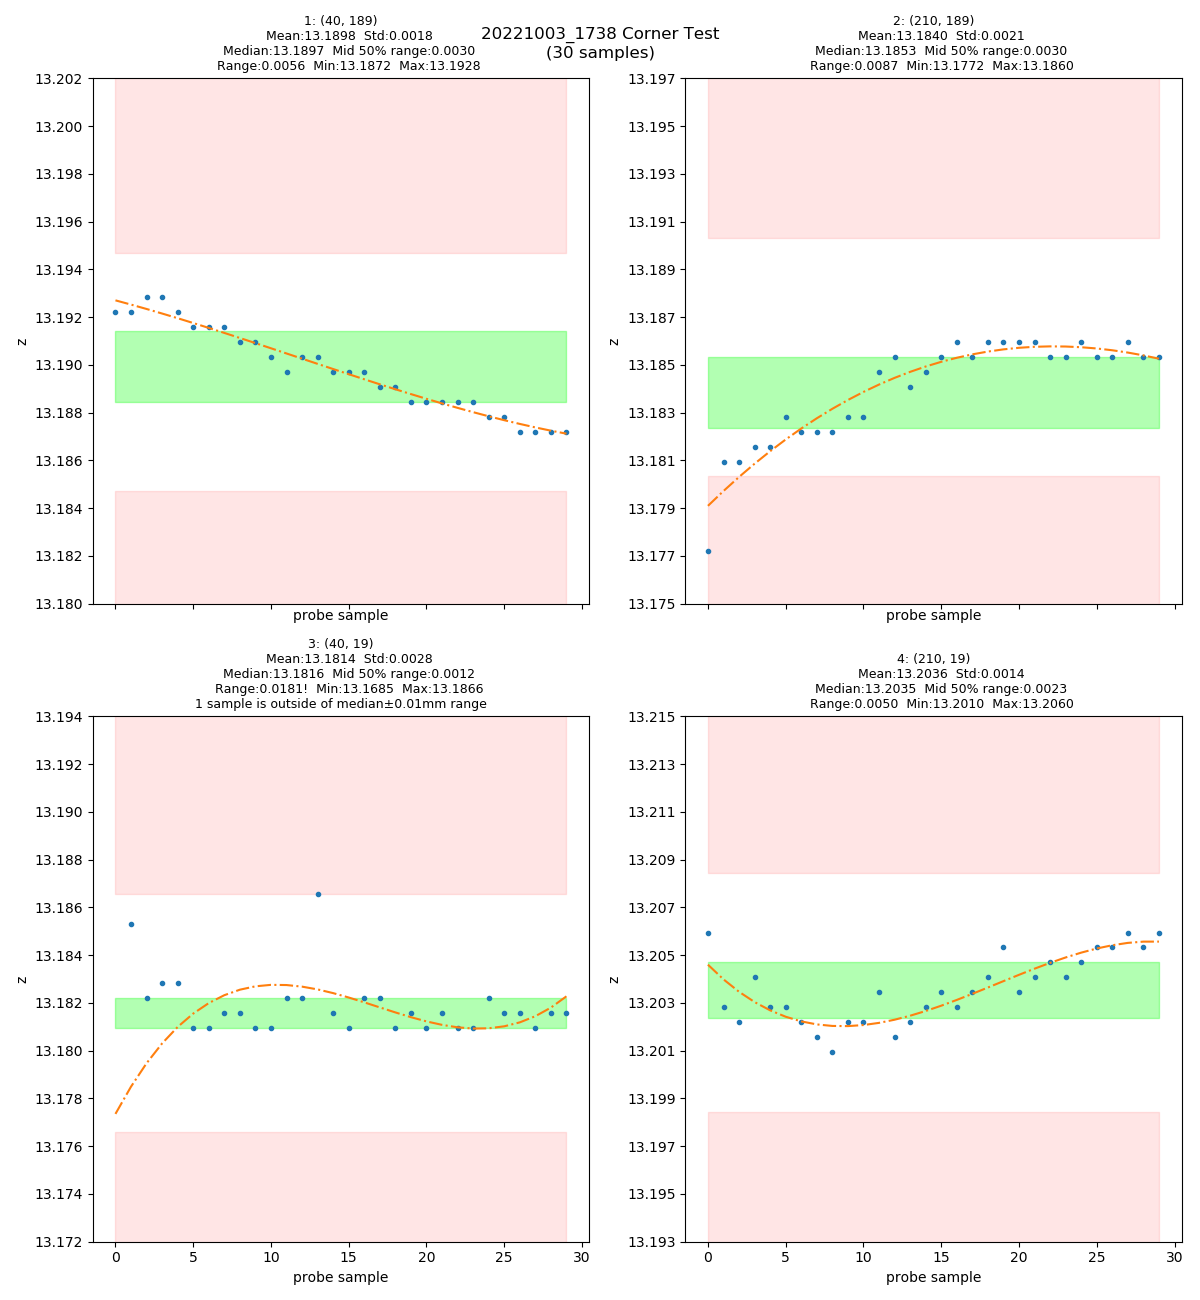 20221003_1738 Corner Test
(30 samples)
1: (40, 189)
Mean:13.1898  Std:0.0018
Median:13.1897  Mid 50% range:0.0030
Range:0.0056  Min:13.1872  Max:13.1928
13.202
13.200
13.198
13.196
13.194
13.192
13.190
13.188
13.186
13.184
13.182
13.180
z
probe sample
2: (210, 189)
Mean:13.1840  Std:0.0021
Median:13.1853  Mid 50% range:0.0030
Range:0.0087  Min:13.1772  Max:13.1860
13.197
13.195
13.193
13.191
13.189
13.187
13.185
13.183
13.181
13.179
13.177
13.175
z
probe sample
3: (40, 19)
Mean:13.1814  Std:0.0028
Median:13.1816  Mid 50% range:0.0012
Range:0.0181!  Min:13.1685  Max:13.1866
1 sample is outside of median±0.01mm range
13.194
13.192
13.190
13.188
13.186
13.184
13.182
13.180
13.178
13.176
13.174
13.172
z
0 5 10 15 20 25 30
probe sample
4: (210, 19)
Mean:13.2036  Std:0.0014
Median:13.2035  Mid 50% range:0.0023
Range:0.0050  Min:13.2010  Max:13.2060
13.215
13.213
13.211
13.209
13.207
13.205
13.203
13.201
13.199
13.197
13.195
13.193
z
0 5 10 15 20 25 30
probe sample